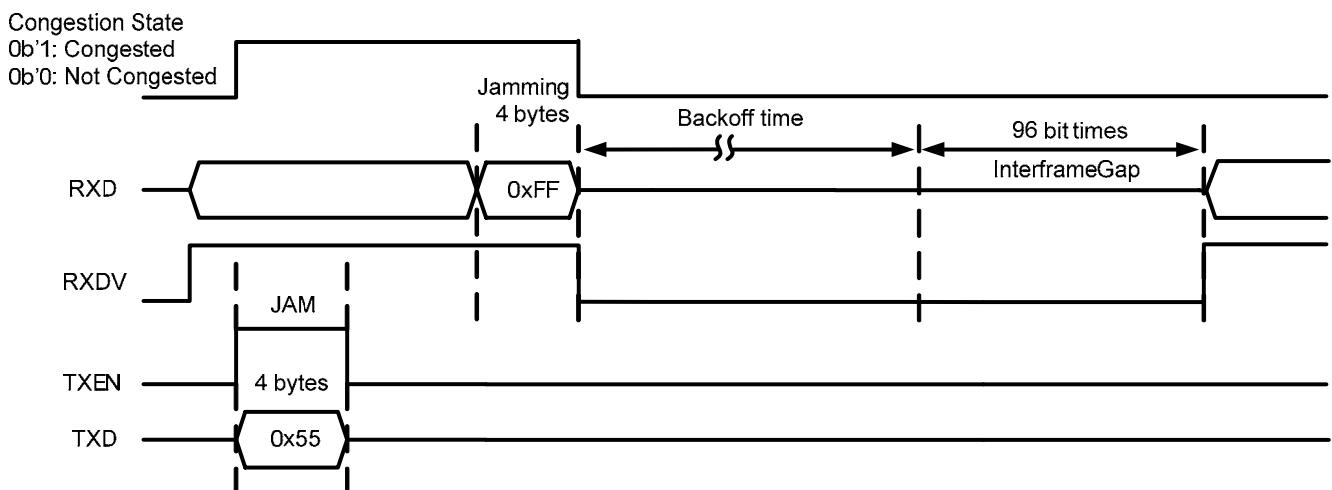 Congestion State
0b'1: Congested
0b'0: Not Congested
Jamming
4 bytes
Backoff time
96 bit times
InterframeGap
RXD
0xFF
RXDV
JAM
TXEN
4 bytes
TXD
0x55